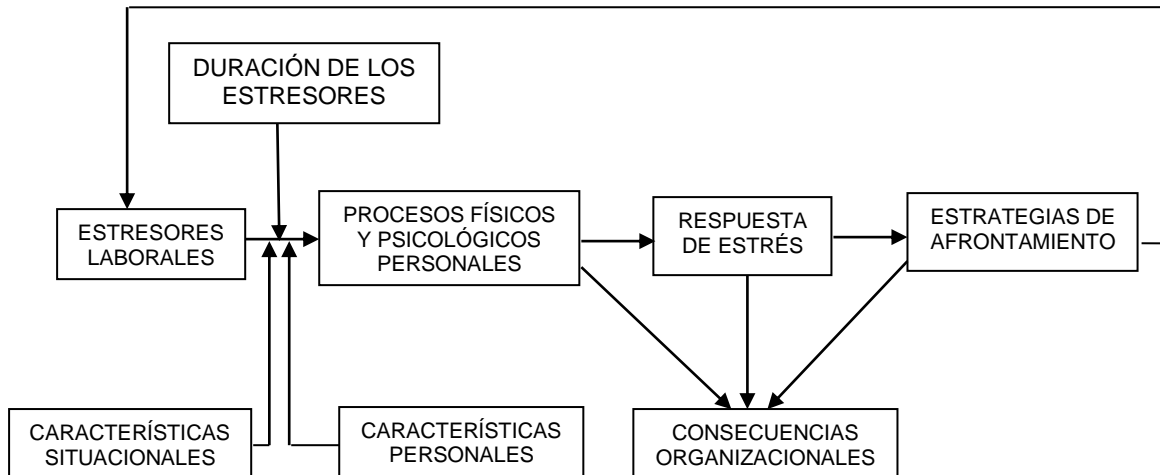 DURACIÓN DE LOS
ESTRESORES
ESTRESORES
LABORALES
PROCESOS FÍSICOS
Y PSICOLÓGICOS
PERSONALES
RESPUESTA
DE ESTRÉS
ESTRATEGIAS DE
AFRONTAMIENTO
CARACTERÍSTICAS
SITUACIONALES
CARACTERÍSTICAS
PERSONALES
CONSECUENCIAS
ORGANIZACIONALES